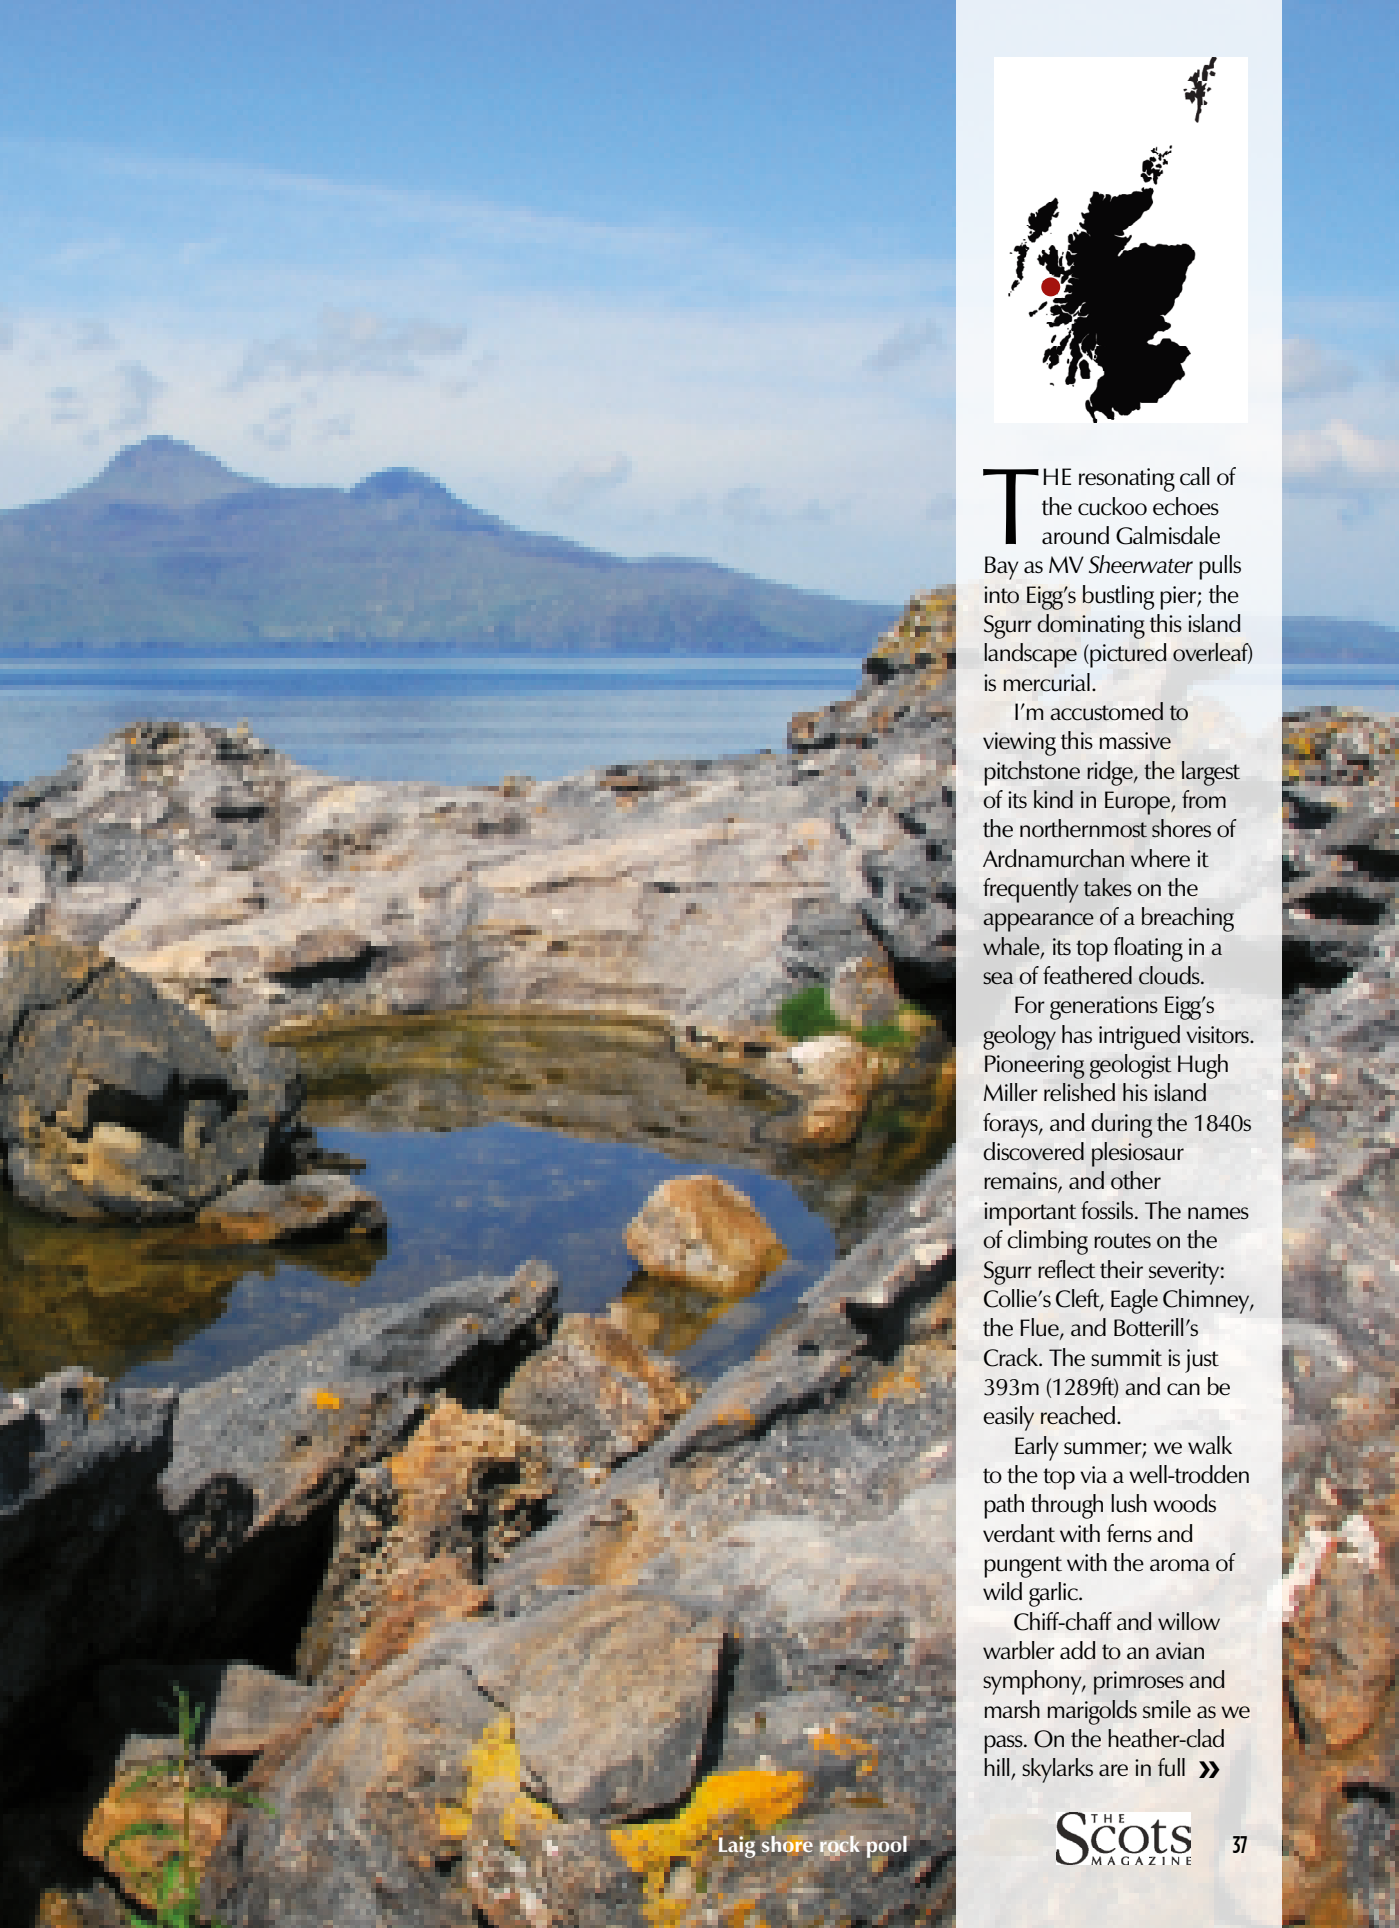 THE resonating call of
the cuckoo echoes
around Galmisdale
Bay as MV Sheerwater pulls
into Eigg's bustling pier; the
Sgurr dominating this island
landscape (pictured overleaf)
is mercurial.
I'm accustomed to
viewing this massive
pitchstone ridge, the largest
of its kind in Europe, from
the northernmost shores of
Ardnamurchan where it
frequently takes on the
appearance of a breaching
whale, its top floating in a
sea of feathered clouds.
For generations Eigg's
geology has intrigued visitors.
Pioneering geologist Hugh
Miller relished his island
forays, and during the 1840s
discovered plesiosaur
remains, and other
important fossils. The names
of climbing routes on the
Sgurr reflect their severity:
Collie's Cleft, Eagle Chimney,
the Flue, and Botterill's
Crack. The summit is just
393m (1289ft) and can be
easily reached.
Early summer; we walk
to the top via a well-trodden
path through lush woods
verdant with ferns and
pungent with the aroma of
wild garlic.
Chiff-chaff and willow
warbler add to an avian
symphony, primroses and
marsh marigolds smile as we
pass. On the heather-clad
hill, skylarks are in full »
Laig shore rock pool
THE
SCOTS
MAGAZINE
37